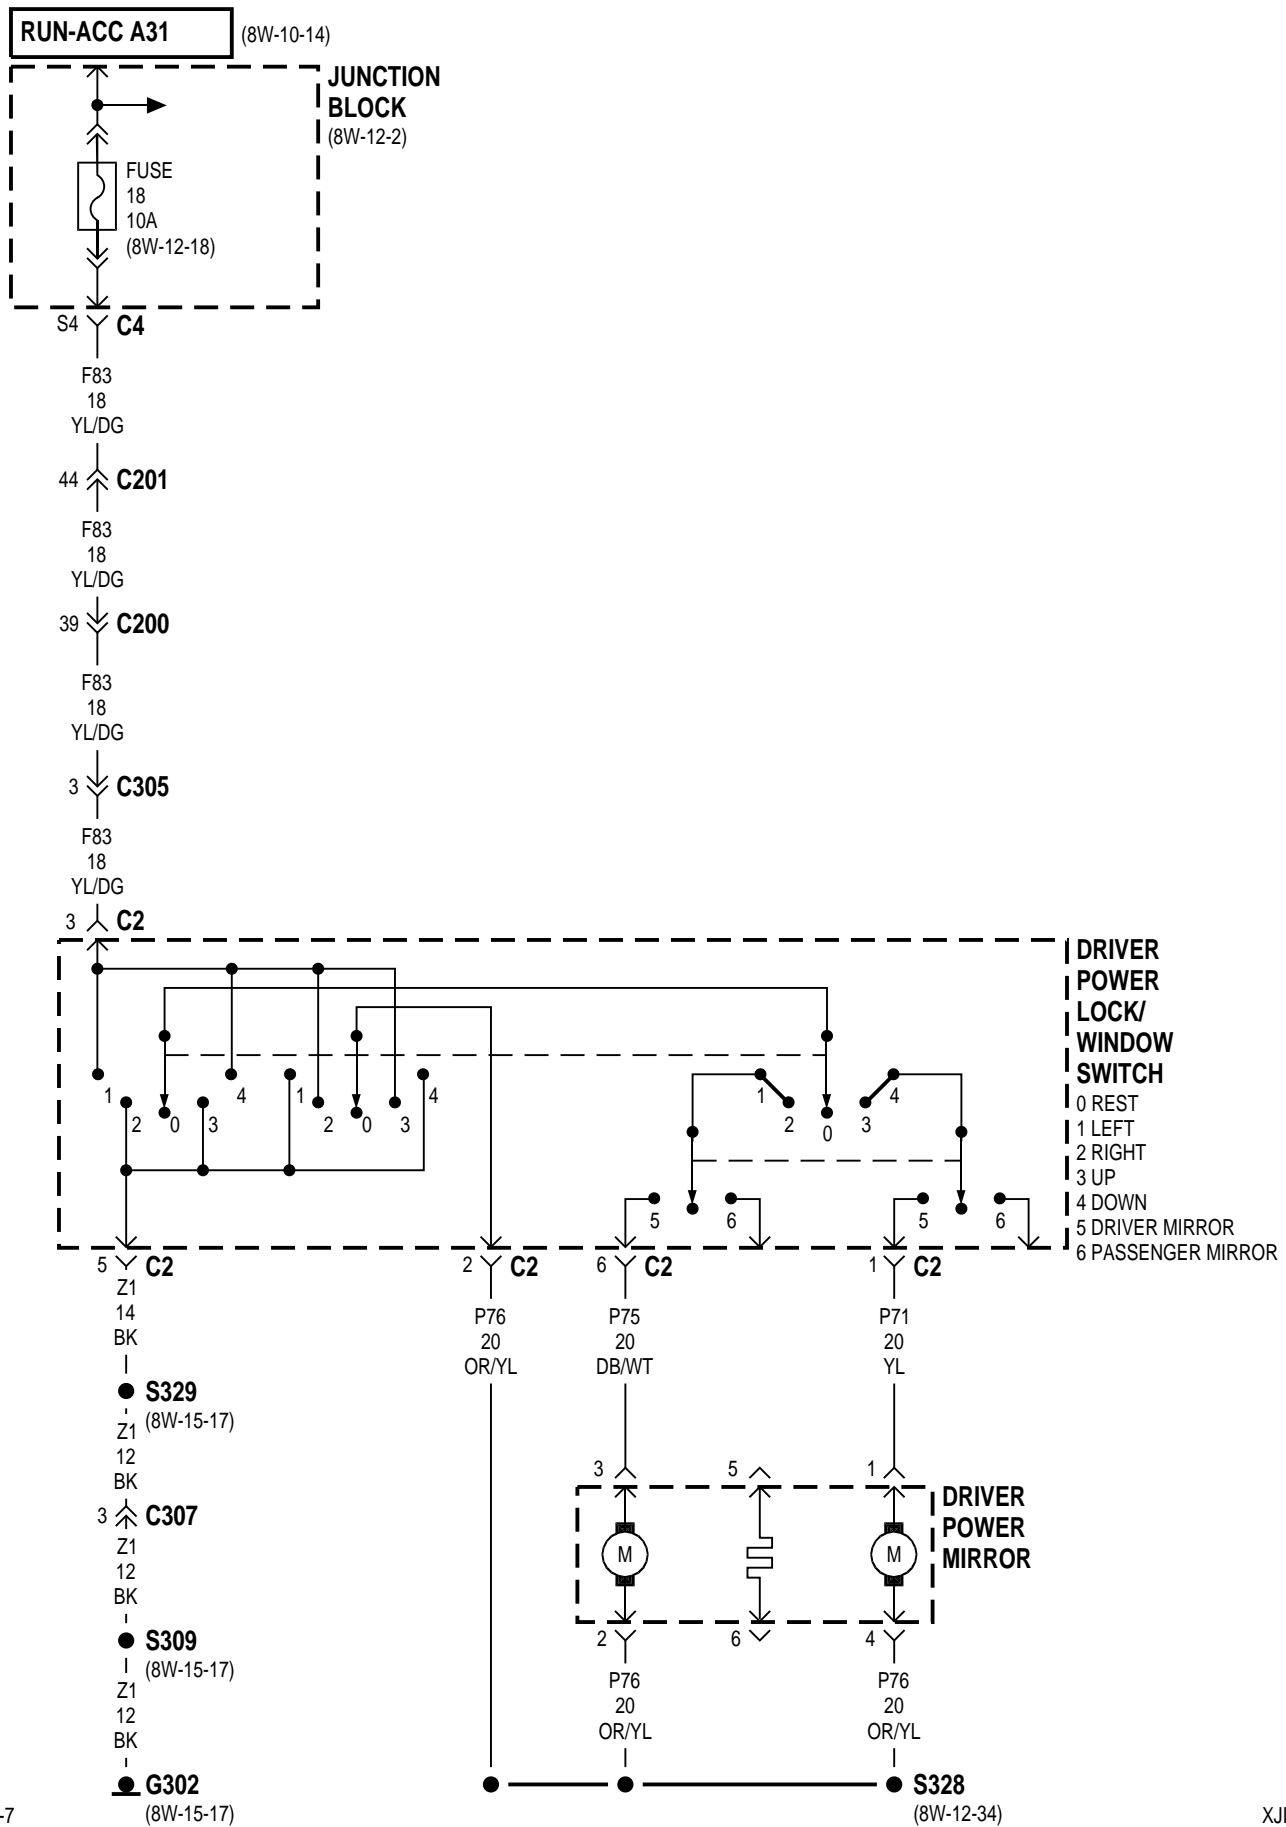 RUN-ACC A31 (8W-10-14)
JUNCTION
BLOCK
(8W-12-2)
FUSE
18
10A
(8W-12-18)
S4 C4
F83
18
YL/DG
44 C201
F83
18
YL/DG
39 C200
F83
18
YL/DG
3 C305
F83
18
YL/DG
3 C2
DRIVER
POWER
LOCK/
WINDOW
SWITCH
0 REST
1 LEFT
2 RIGHT
3 UP
4 DOWN
5 DRIVER MIRROR
6 PASSENGER MIRROR
1 2 0 3 4 1 2 0 3 4 1 2 0 3 4
5 6 5 6
5 C2 2 C2 6 C2 1 C2
Z1
14
BK
P76
20
OR/YL
P75
20
DB/WT
P71
20
YL
S329
(8W-15-17)
Z1
12
BK
3 C307
Z1
12
BK
S309
(8W-15-17)
Z1
12
BK
G302
(8W-15-17)
3 5 1
DRIVER
POWER
MIRROR
M M
2 6 4
P76
20
OR/YL
P76
20
OR/YL
S328
(8W-12-34)
-7
XJI